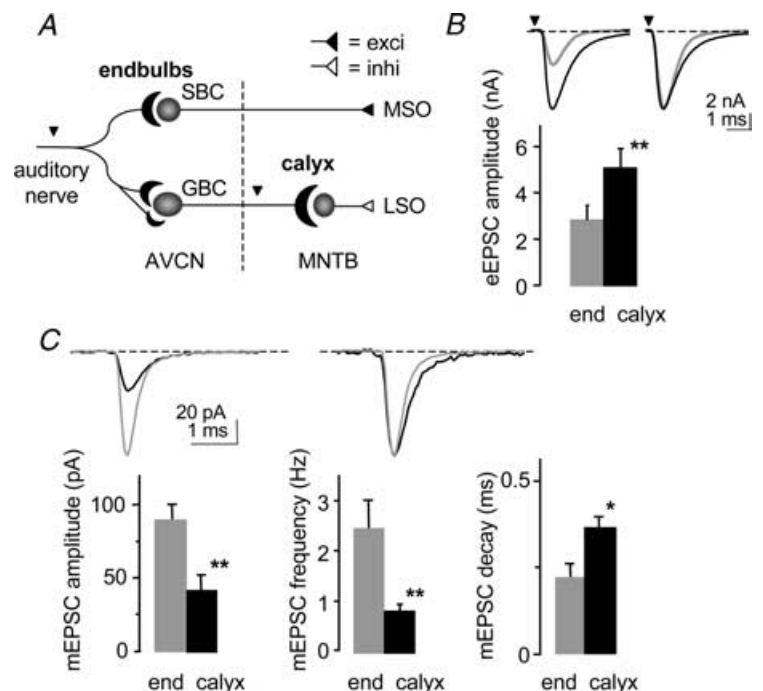 A
= exci
= inhi
endbulbs
SBC
MSO
auditory
nerve
calyx
GBC
LSO
AVCN
MNTB
B
2 nA
1 ms
eEPSC amplitude (nA)
6
4
2
0
**
end calyx
C
20 pA
1 ms
mEPSC amplitude (pA)
100
50
0
**
end calyx
mEPSC frequency (Hz)
3
2
1
0
**
end calyx
mEPSC decay (ms)
0.5
0
*
end calyx